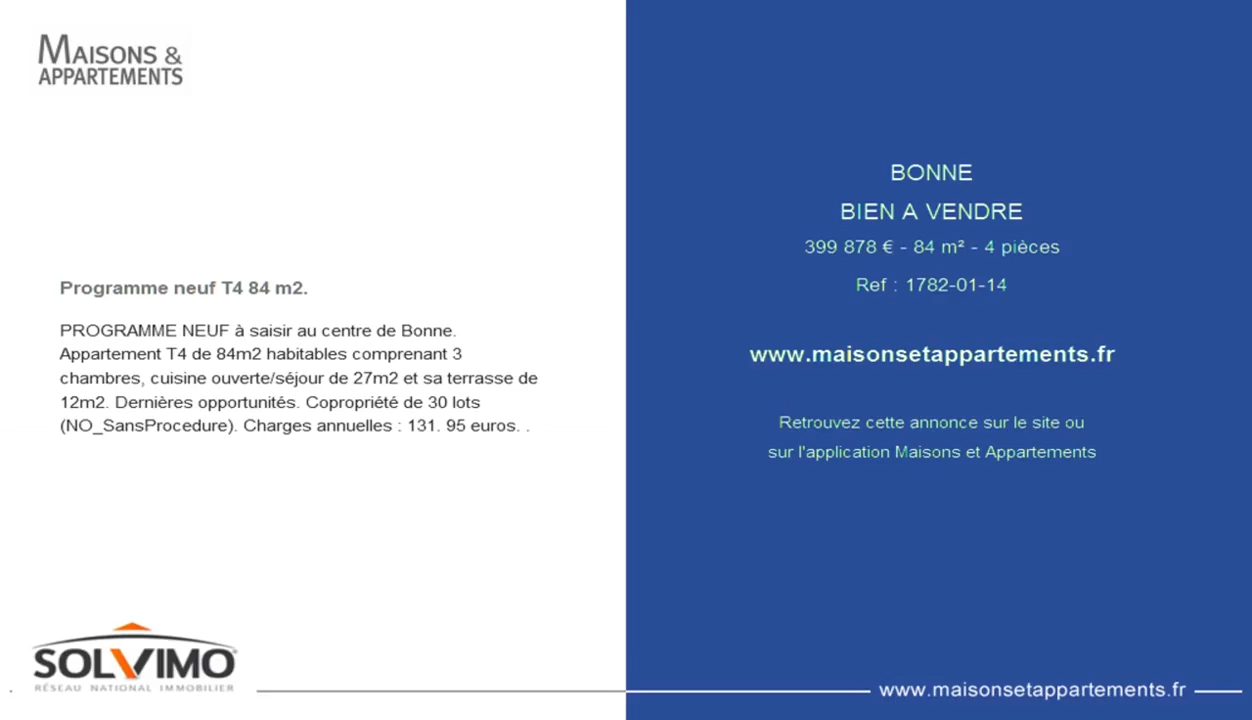 MAISONS &
APPARTEMENTS
Programme neuf T4 84 m2.
PROGRAMME NEUF à saisir au centre de Bonne.
Appartement T4 de 84m2 habitables comprenant 3
chambres, cuisine ouverte/séjour de 27m2 et sa terrasse de
12m2. Dernières opportunités. Copropriété de 30 lots
(NO_SansProcedure). Charges annuelles : 131. 95 euros. .
SOLVIMO
RÉSEAU NATIONAL IMMOBILIER
BONNE
BIEN A VENDRE
399 878 € - 84 m² - 4 pièces
Ref : 1782-01-14
www.maisonsetappartements.fr
Retrouvez cette annonce sur le site ou
sur l'application Maisons et Appartements
www.maisonsetappartements.fr